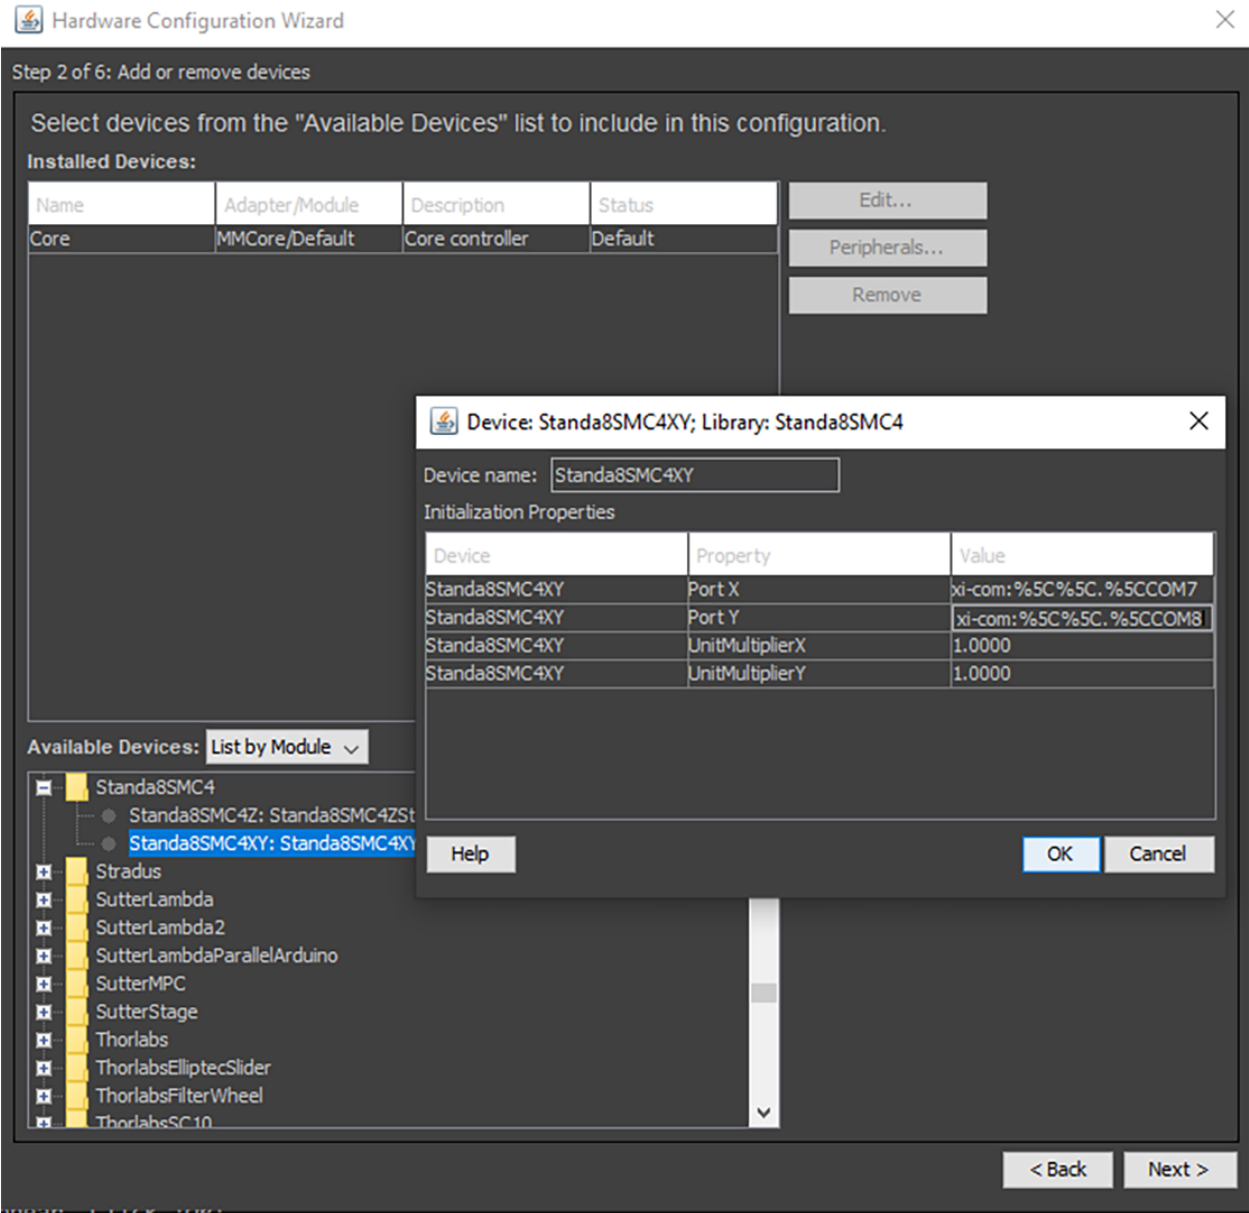 Hardware Configuration Wizard
Step 2 of 6: Add or remove devices
Select devices from the "Available Devices" list to include in this configuration.
Installed Devices:
Name Adapter/Module Description Status
Core MMCore/Default Core controller Default
Edit...
Peripherals...
Remove
Device: Standa8SMC4XY; Library: Standa8SMC4
Device name: Standa8SMC4XY
Initialization Properties
Device Property Value
Standa8SMC4XY Port X xi-com:%5C%5C.%5CCOM7
Standa8SMC4XY Port Y xi-com:%5C%5C.%5CCOM8
Standa8SMC4XY UnitMultiplierX 1.0000
Standa8SMC4XY UnitMultiplierY 1.0000
Help OK Cancel
Available Devices: List by Module
Standa8SMC4
Standa8SMC4Z: Standa8SMC4ZSt
Standa8SMC4XY: Standa8SMC4XY
Stradus
SutterLambda
SutterLambda2
SutterLambdaParallelArduino
SutterMPC
SutterStage
Thorlabs
ThorlabsElliptecSlider
ThorlabsFilterWheel
ThorlabsSC10
< Back Next >